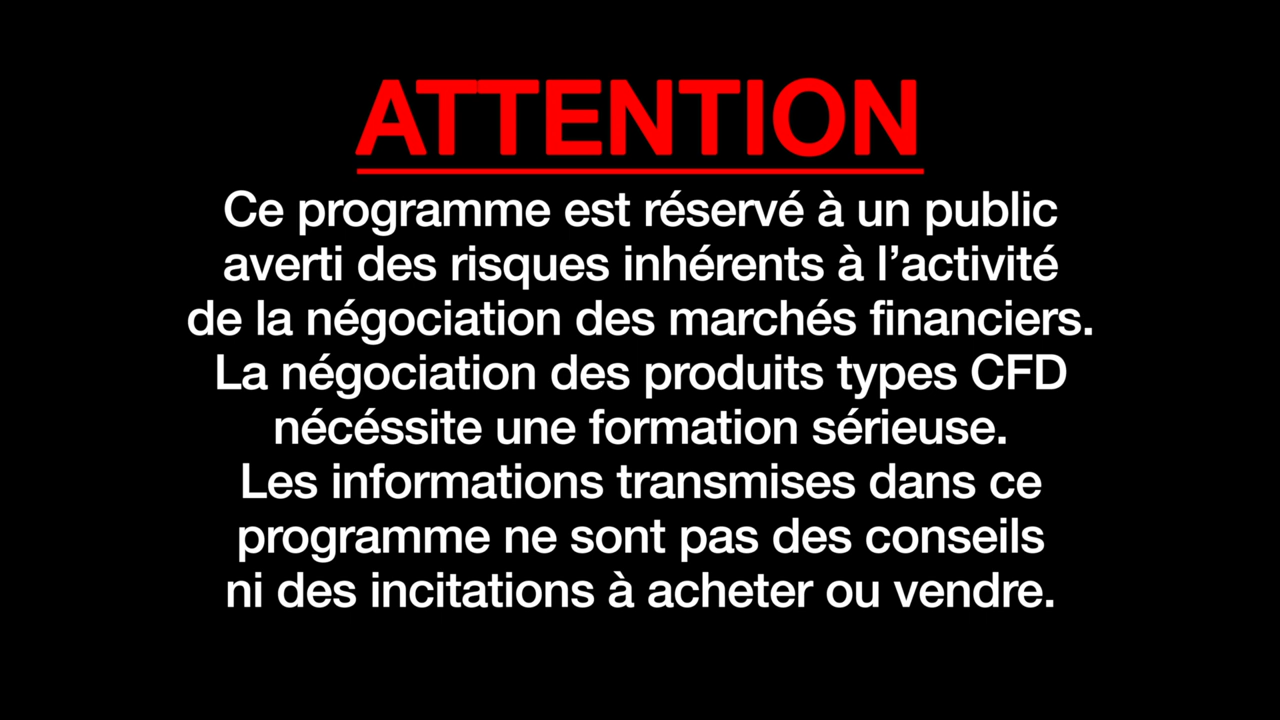 ATTENTION
Ce programme est réservé à un public
averti des risques inhérents à l’activité
de la négociation des marchés financiers.
La négociation des produits types CFD
nécéssite une formation sérieuse.
Les informations transmises dans ce
programme ne sont pas des conseils
ni des incitations à acheter ou vendre.